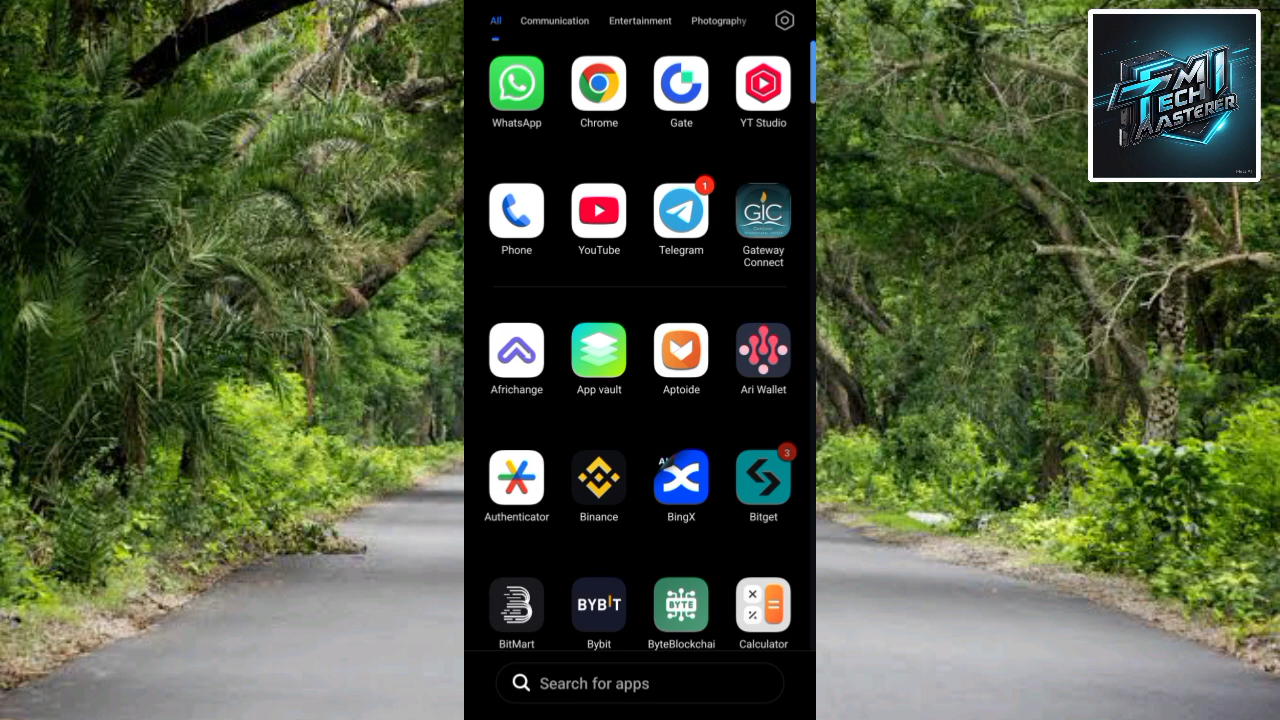 All Communication Entertainment Photography
WhatsApp Chrome Gate YT Studio
1
GIC
Phone YouTube Telegram Gateway
Connect
Africhange App vault Aptoide Ari Wallet
3
Authenticator Binance BingX Bitget
BYBIT BYTE
BitMart Bybit ByteBlockchai Calculator
Search for apps
TECH
MASTERER
Meta AI